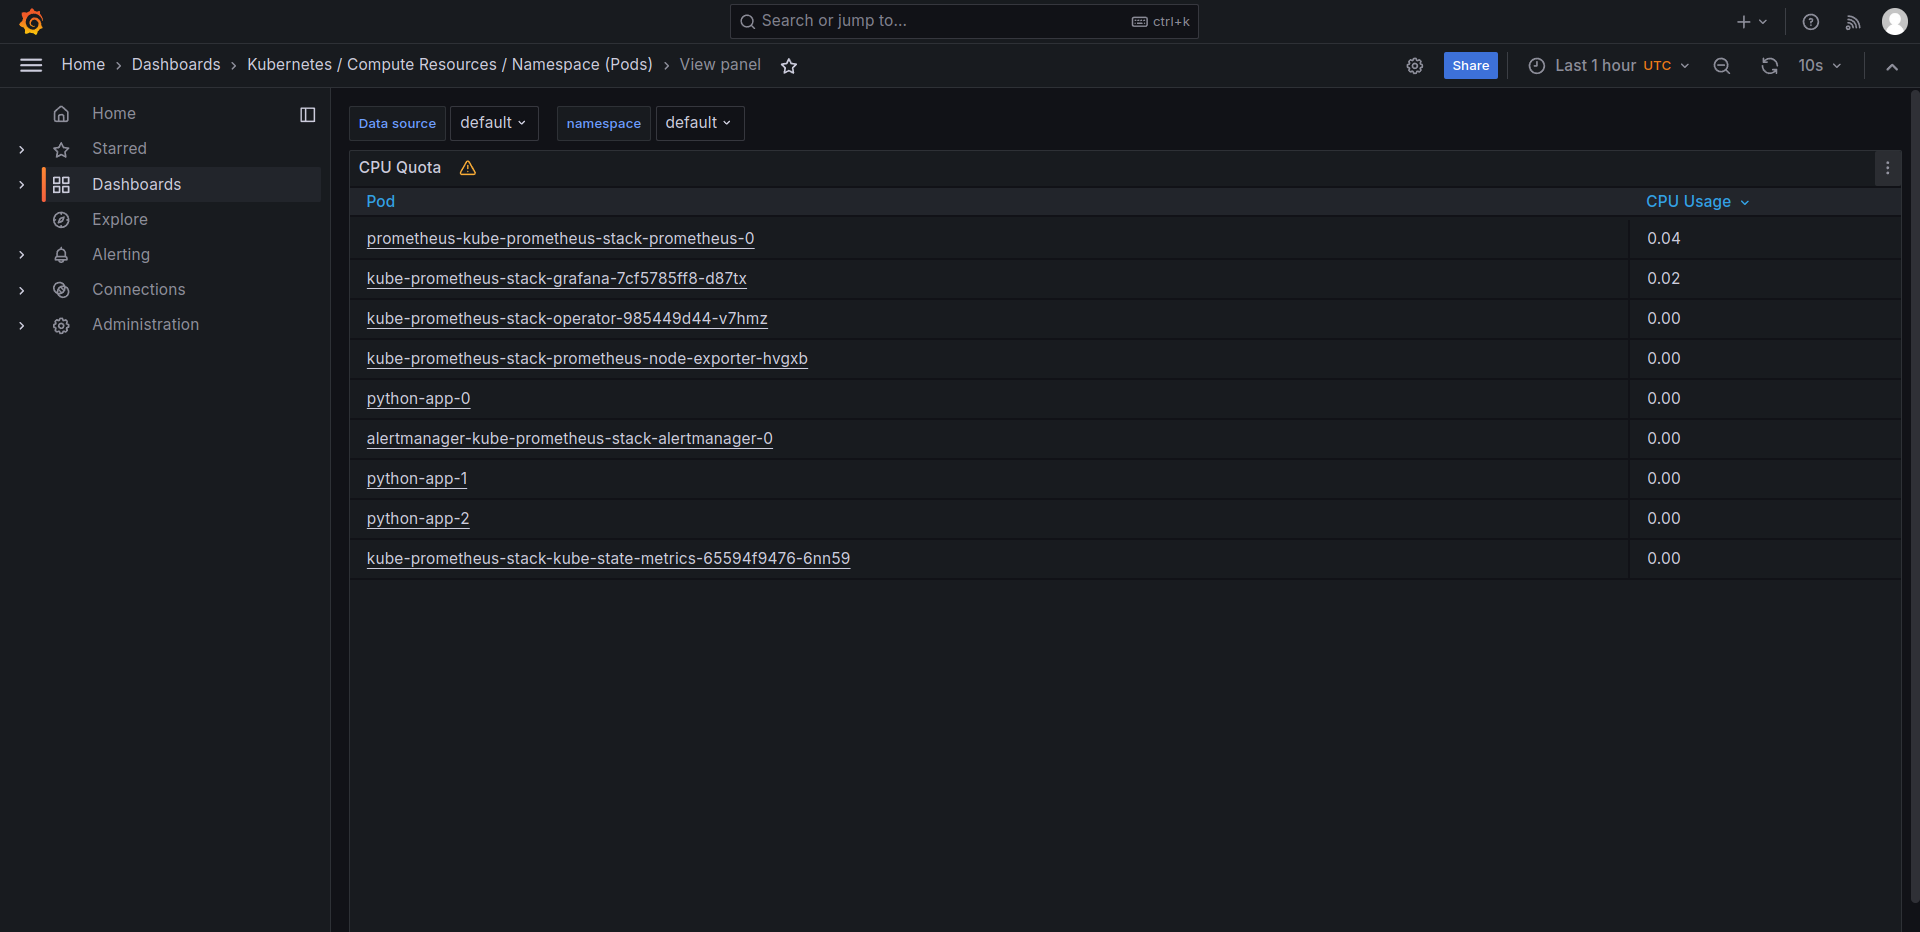 Search or jump to... ctrl+k
Home › Dashboards › Kubernetes / Compute Resources / Namespace (Pods) › View panel
Share
Last 1 hour UTC
10s
Home
Starred
Dashboards
Explore
Alerting
Connections
Administration
Data source default namespace default
CPU Quota
Pod CPU Usage
prometheus-kube-prometheus-stack-prometheus-0 0.04
kube-prometheus-stack-grafana-7cf5785ff8-d87tx 0.02
kube-prometheus-stack-operator-985449d44-v7hmz 0.00
kube-prometheus-stack-prometheus-node-exporter-hvgxb 0.00
python-app-0 0.00
alertmanager-kube-prometheus-stack-alertmanager-0 0.00
python-app-1 0.00
python-app-2 0.00
kube-prometheus-stack-kube-state-metrics-65594f9476-6nn59 0.00